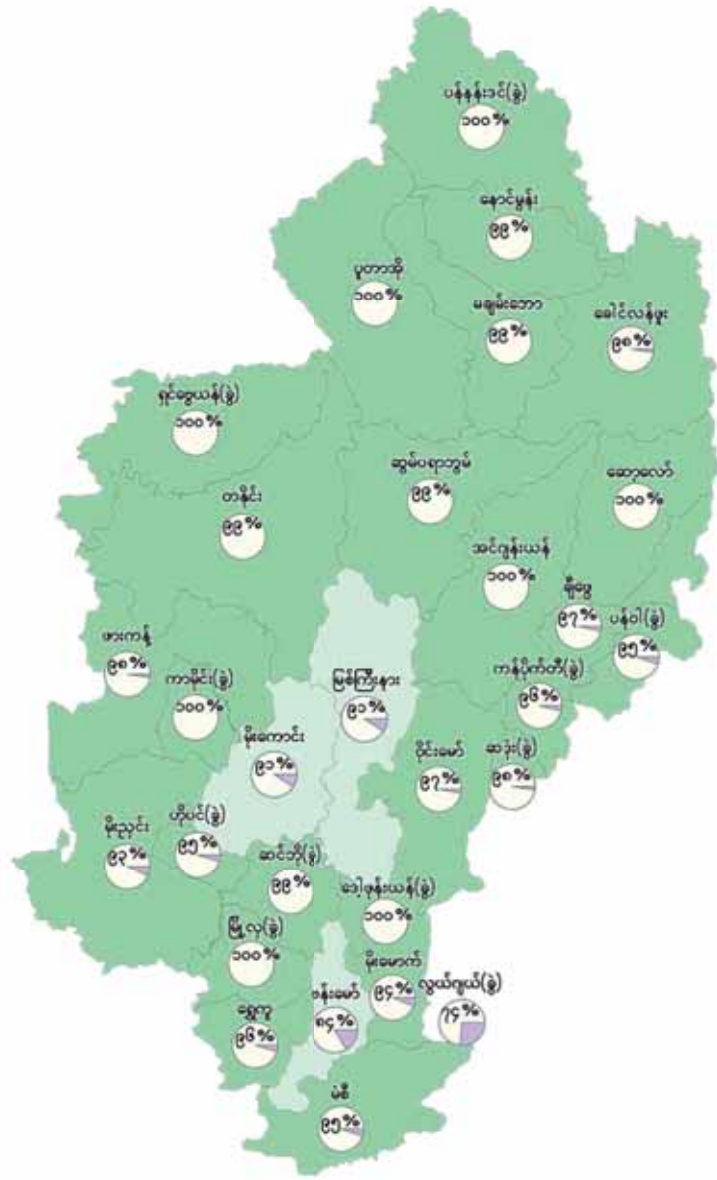 ပန်နန်းဒင်(ခွဲ)
၁၀၀%
နောင်မွန်း
၉၉%
ပူတာအို
၁၀၀%
မချမ်းဘော
၉၉%
ခေါင်လန်ဖူး
၉၈%
ရှင်ဗွေယန်(ခွဲ)
၁၀၀%
ဆွမ်ပရာဘွမ်
၉၉%
ဆော့လော်
၁၀၀%
တနိုင်း
၉၉%
အင်ဂျန်းယန်
၁၀၀%
ချီဖွေ
၉၇%
ပန်ဝါ(ခွဲ)
၉၅%
ဖားကန့်
၉၈%
ကာမိုင်း(ခွဲ)
၁၀၀%
မြစ်ကြီးနား
၉၁%
ကန်ပိုက်တီ(ခွဲ)
၉၆%
မိုးကောင်း
၉၁%
ဝိုင်းမော်
၉၇%
ဆဒုံး(ခွဲ)
၉၈%
မိုးညှင်း
၉၃%
ဟိုပင်(ခွဲ)
၉၅%
ဆင်ဘို(ခွဲ)
၉၉%
ဒေါ့ဖုန်းယန်(ခွဲ)
၁၀၀%
မြို့လှ(ခွဲ)
၁၀၀%
မိုးမောက်
၉၄%
လွယ်ဂျယ်(ခွဲ)
၇၄%
ရွှေကူ
၉၆%
ဗန်းမော်
၈၄%
မံစီ
၉၅%